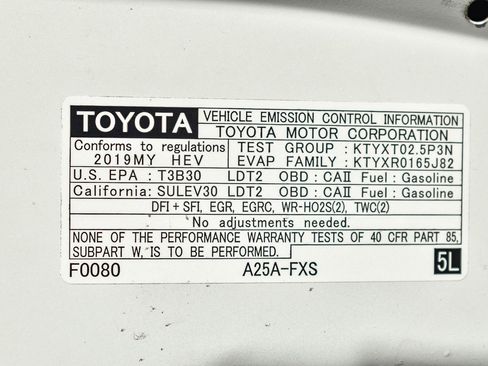 TOYOTA VEHICLE EMISSION CONTROL INFORMATION
TOYOTA MOTOR CORPORATION
Conforms to regulations TEST GROUP : KTYXT02.5P3N
2019MY HEV EVAP FAMILY : KTYXR0165J82
U.S. EPA : T3B30 LDT2 OBD : CAII Fuel : Gasoline
California: SULEV30 LDT2 OBD : CAII Fuel : Gasoline
DFI + SFI, EGR, EGRC, WR-HO2S(2), TWC(2)
No adjustments needed.
NONE OF THE PERFORMANCE WARRANTY TESTS OF 40 CFR PART 85,
SUBPART W, IS TO BE PERFORMED.
F0080 A25A-FXS 5L